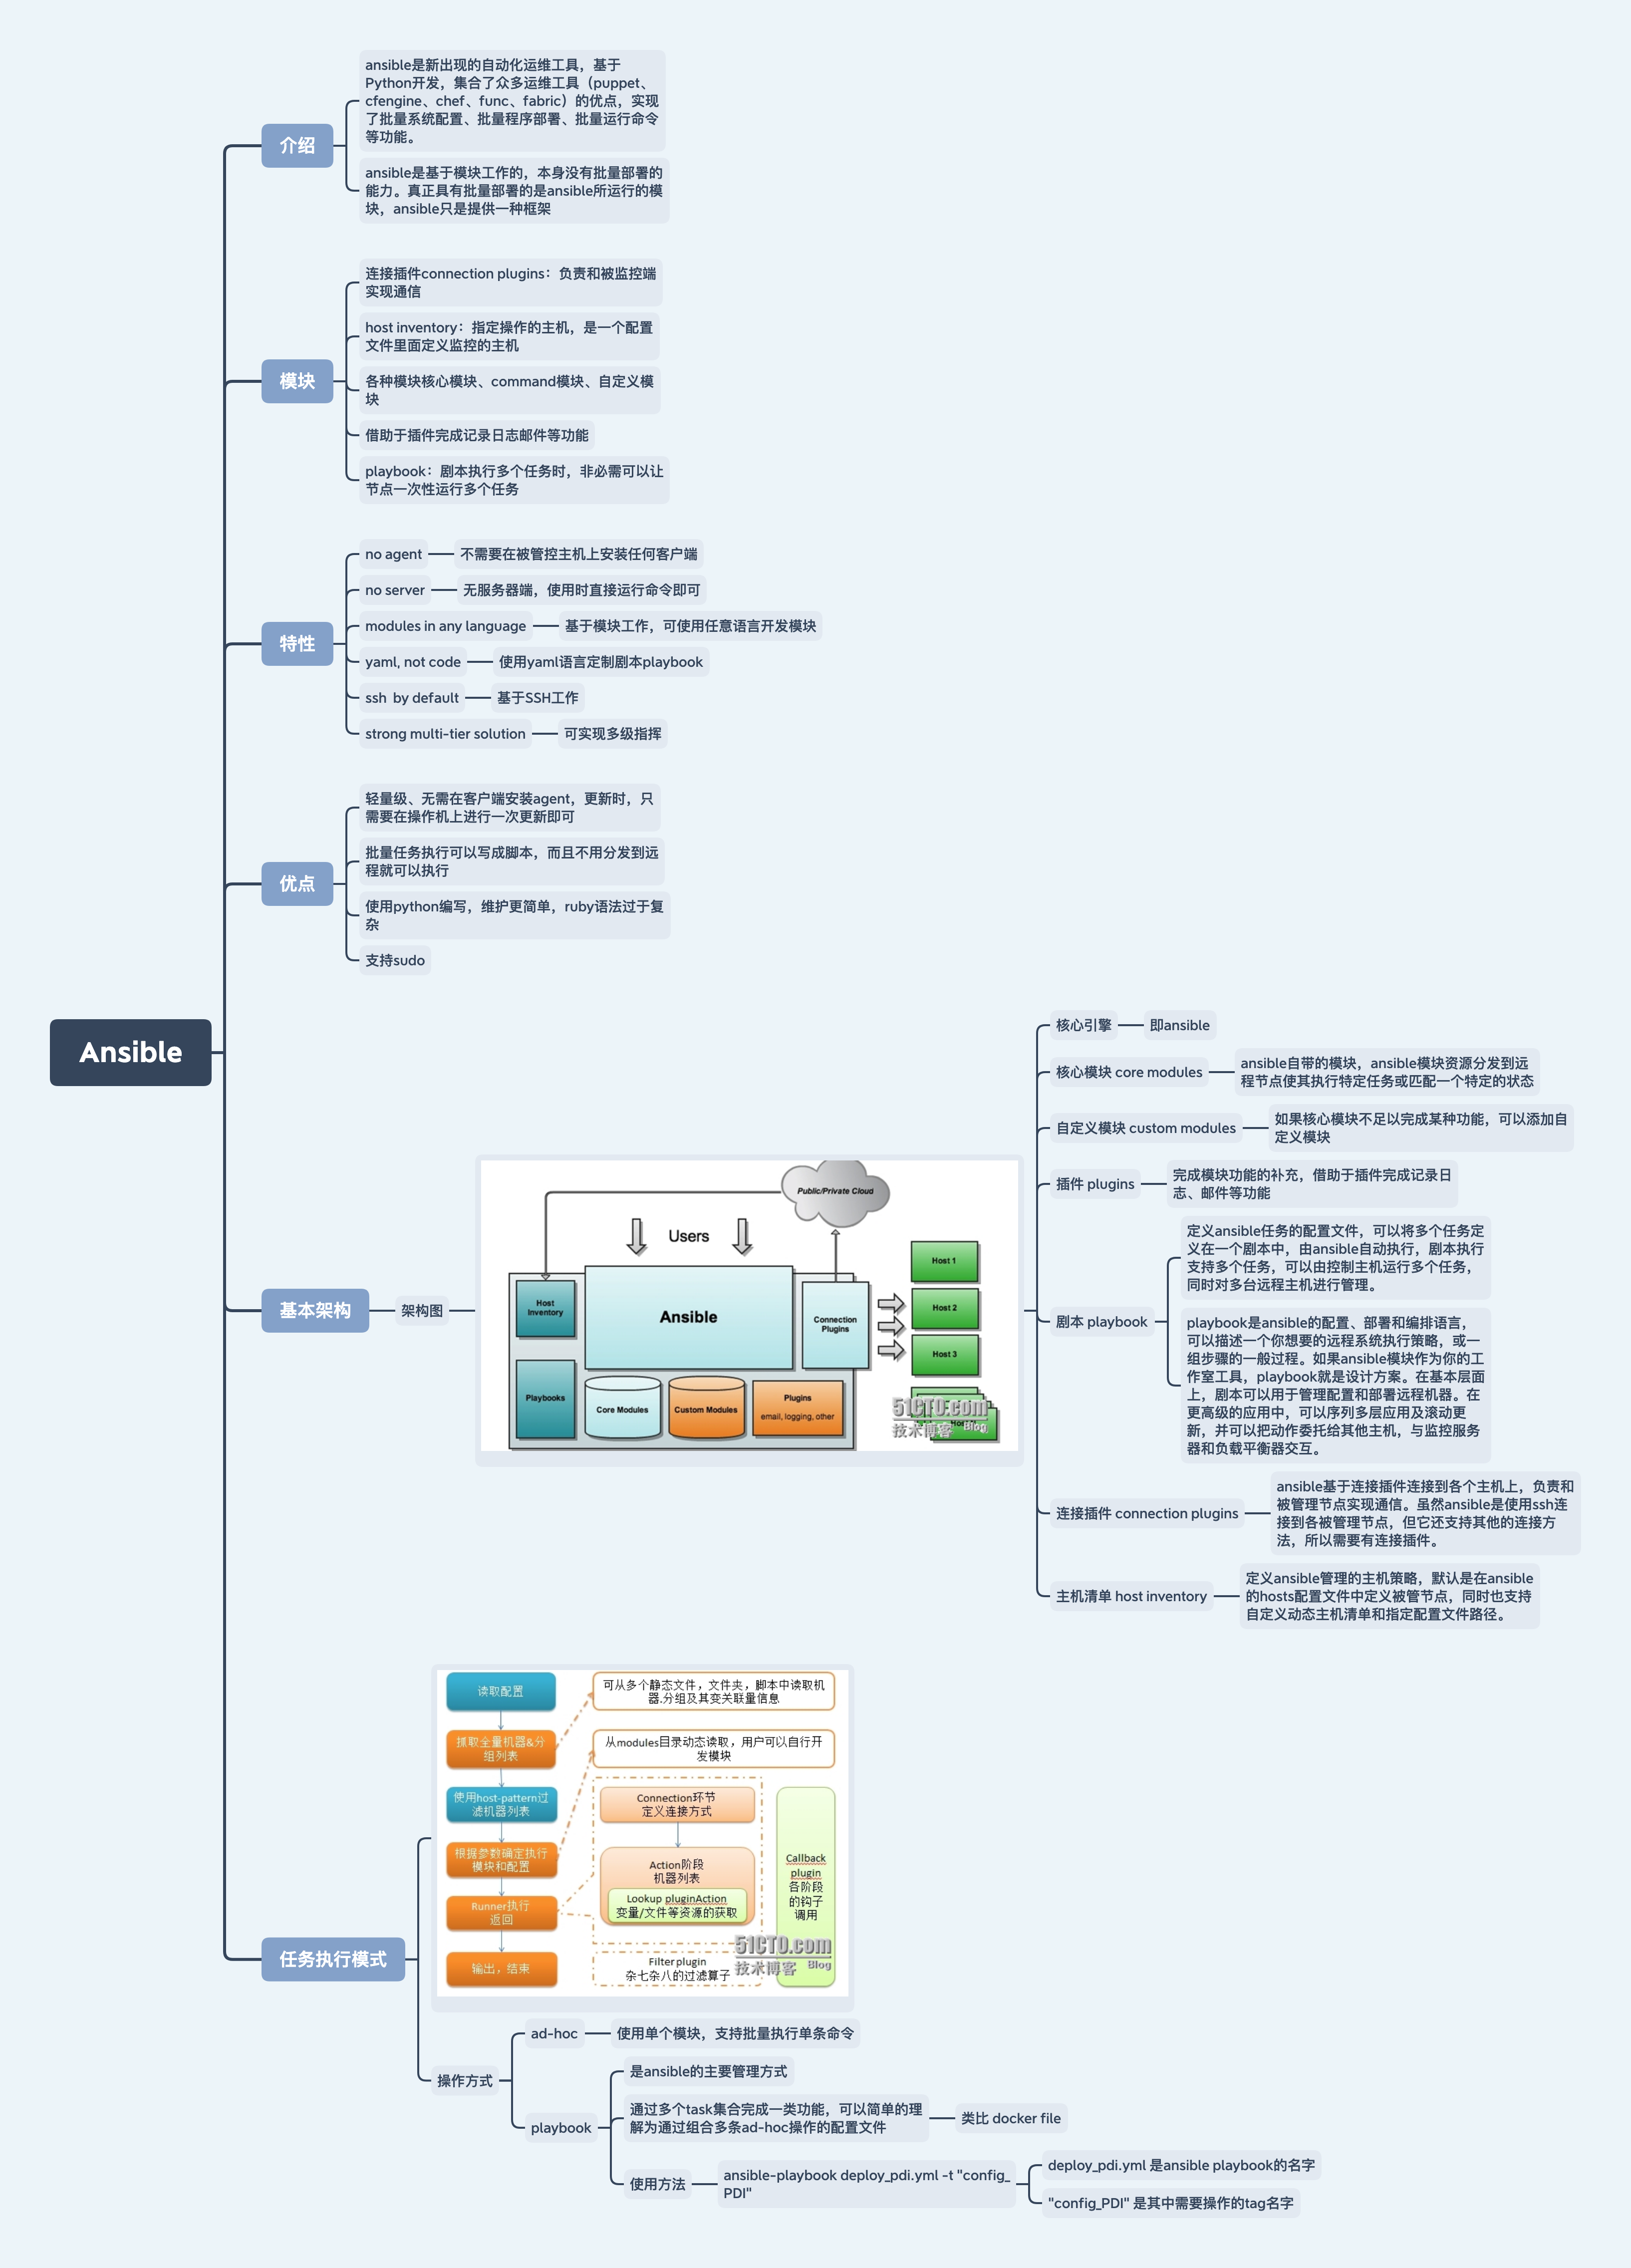 Ansible
介绍
ansible是新出现的自动化运维工具，基于
Python开发，集合了众多运维工具（puppet、
cfengine、chef、func、fabric）的优点，实现
了批量系统配置、批量程序部署、批量运行命令
等功能。
ansible是基于模块工作的，本身没有批量部署的
能力。真正具有批量部署的是ansible所运行的模
块，ansible只是提供一种框架
模块
连接插件connection plugins：负责和被监控端
实现通信
host inventory：指定操作的主机，是一个配置
文件里面定义监控的主机
各种模块核心模块、command模块、自定义模
块
借助于插件完成记录日志邮件等功能
playbook：剧本执行多个任务时，非必需可以让
节点一次性运行多个任务
特性
no agent
不需要在被管控主机上安装任何客户端
no server
无服务器端，使用时直接运行命令即可
modules in any language
基于模块工作，可使用任意语言开发模块
yaml, not code
使用yaml语言定制剧本playbook
ssh  by default
基于SSH工作
strong multi-tier solution
可实现多级指挥
优点
轻量级、无需在客户端安装agent，更新时，只
需要在操作机上进行一次更新即可
批量任务执行可以写成脚本，而且不用分发到远
程就可以执行
使用python编写，维护更简单，ruby语法过于复
杂
支持sudo
基本架构
架构图
Public/Private Cloud
Users
Host
Inventory
Ansible
Connection
Plugins
Host 1
Host 2
Host 3
Playbooks
Core Modules
Custom Modules
Plugins
email, logging, other
51CTO.com
技术博客 Blog
核心引擎
即ansible
核心模块 core modules
ansible自带的模块，ansible模块资源分发到远
程节点使其执行特定任务或匹配一个特定的状态
自定义模块 custom modules
如果核心模块不足以完成某种功能，可以添加自
定义模块
插件 plugins
完成模块功能的补充，借助于插件完成记录日
志、邮件等功能
剧本 playbook
定义ansible任务的配置文件，可以将多个任务定
义在一个剧本中，由ansible自动执行，剧本执行
支持多个任务，可以由控制主机运行多个任务，
同时对多台远程主机进行管理。
playbook是ansible的配置、部署和编排语言，
可以描述一个你想要的远程系统执行策略，或一
组步骤的一般过程。如果ansible模块作为你的工
作室工具，playbook就是设计方案。在基本层面
上，剧本可以用于管理配置和部署远程机器。在
更高级的应用中，可以序列多层应用及滚动更
新，并可以把动作委托给其他主机，与监控服务
器和负载平衡器交互。
连接插件 connection plugins
ansible基于连接插件连接到各个主机上，负责和
被管理节点实现通信。虽然ansible是使用ssh连
接到各被管理节点，但它还支持其他的连接方
法，所以需要有连接插件。
主机清单 host inventory
定义ansible管理的主机策略，默认是在ansible
的hosts配置文件中定义被管节点，同时也支持
自定义动态主机清单和指定配置文件路径。
任务执行模式
读取配置
抓取全量机器&分
组列表
使用host-pattern过
滤机器列表
根据参数确定执行
模块和配置
Runner执行
返回
输出，结束
可从多个静态文件，文件夹，脚本中读取机
器.分组及其变关联量信息
从modules目录动态读取，用户可以自行开
发模块
Connection环节
定义连接方式
Action阶段
机器列表
Lookup pluginAction
变量/文件等资源的获取
Filterplugin
杂七杂八的过滤算子
Callback
plugin
各阶段
的钩子
调用
51CTO.com
技术博客 Blog
操作方式
ad-hoc
使用单个模块，支持批量执行单条命令
playbook
是ansible的主要管理方式
通过多个task集合完成一类功能，可以简单的理
解为通过组合多条ad-hoc操作的配置文件
类比 docker file
使用方法
ansible-playbook deploy_pdi.yml -t "config_
PDI"
deploy_pdi.yml 是ansible playbook的名字
"config_PDI" 是其中需要操作的tag名字